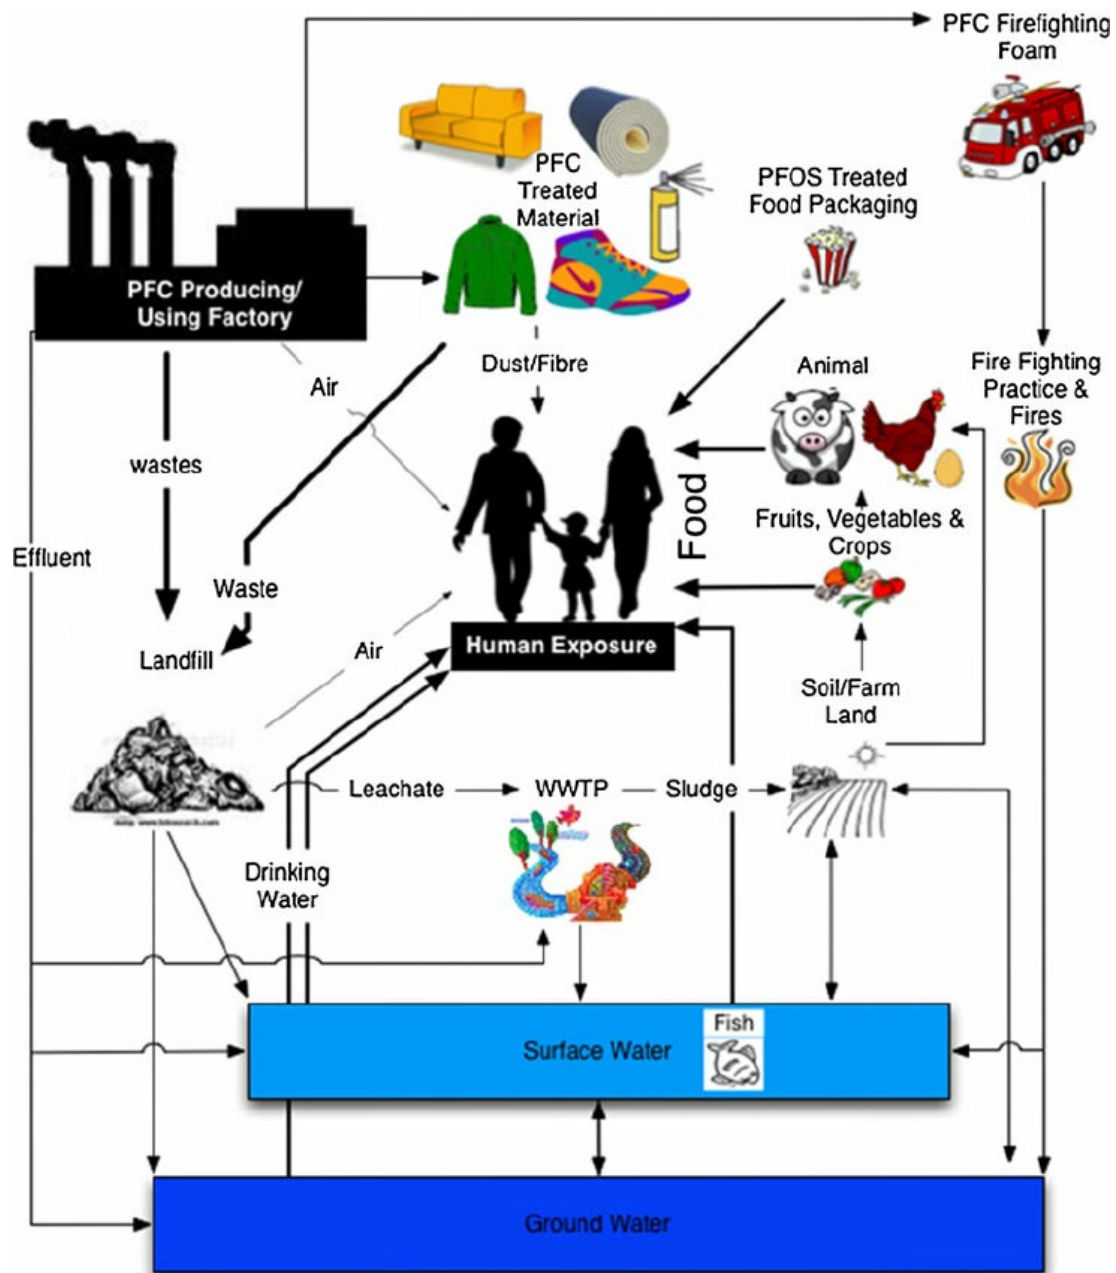 PFC Firefighting
Foam
PFC
Treated
Material
PFOS Treated
Food Packaging
PFC Producing/
Using Factory
Dust/Fibre
Air
Animal
Fire Fighting
Practice &
Fires
wastes
Food
Fruits, Vegetables &
Crops
Effluent
Waste
Human Exposure
Landfill
Air
Soil/Farm
Land
Leachate
WWTP
Sludge
Drinking
Water
Fish
Surface Water
Ground Water